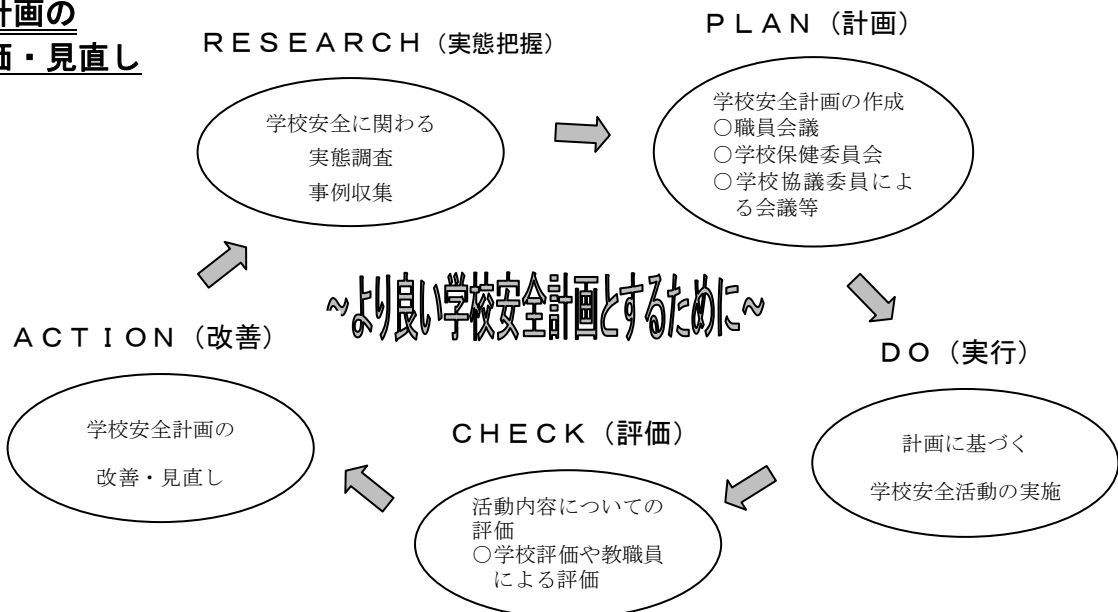 計画の
価・見直し
RESEARCH（実態把握）
PLAN（計画）
学校安全に関わる
実態調査
事例収集
学校安全計画の作成
○職員会議
○学校保健委員会
○学校協議委員によ
る会議等
～より良い学校安全計画とするために～
ACTION（改善）
DO（実行）
学校安全計画の
改善・見直し
CHECK（評価）
計画に基づく
学校安全活動の実施
活動内容についての
評価
○学校評価や教職員
による評価